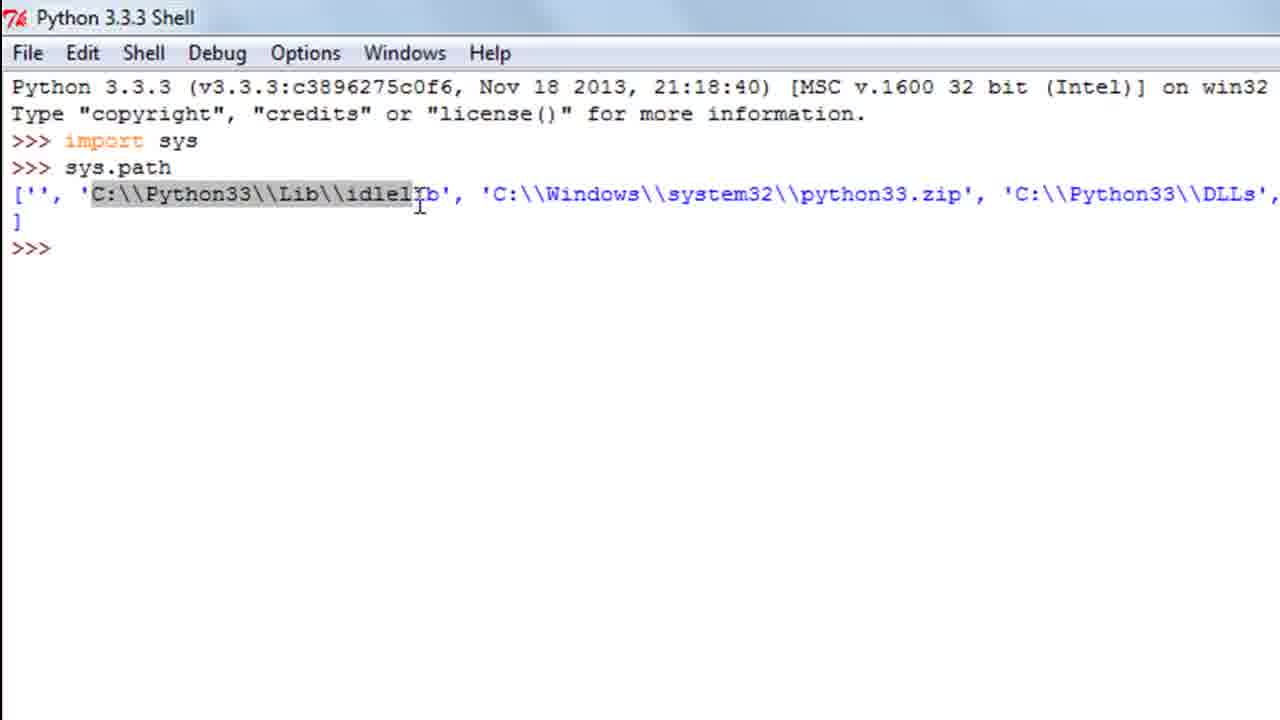 Python 3.3.3 Shell
File Edit Shell Debug Options Windows Help
Python 3.3.3 (v3.3.3:c3896275c0f6, Nov 18 2013, 21:18:40) [MSC v.1600 32 bit (Intel)] on win32
Type "copyright", "credits" or "license()" for more information.
>>> import sys
>>> sys.path
['', 'C:\\Python33\\Lib\\idlelib', 'C:\\Windows\\system32\\python33.zip', 'C:\\Python33\\DLLs',
]
>>>